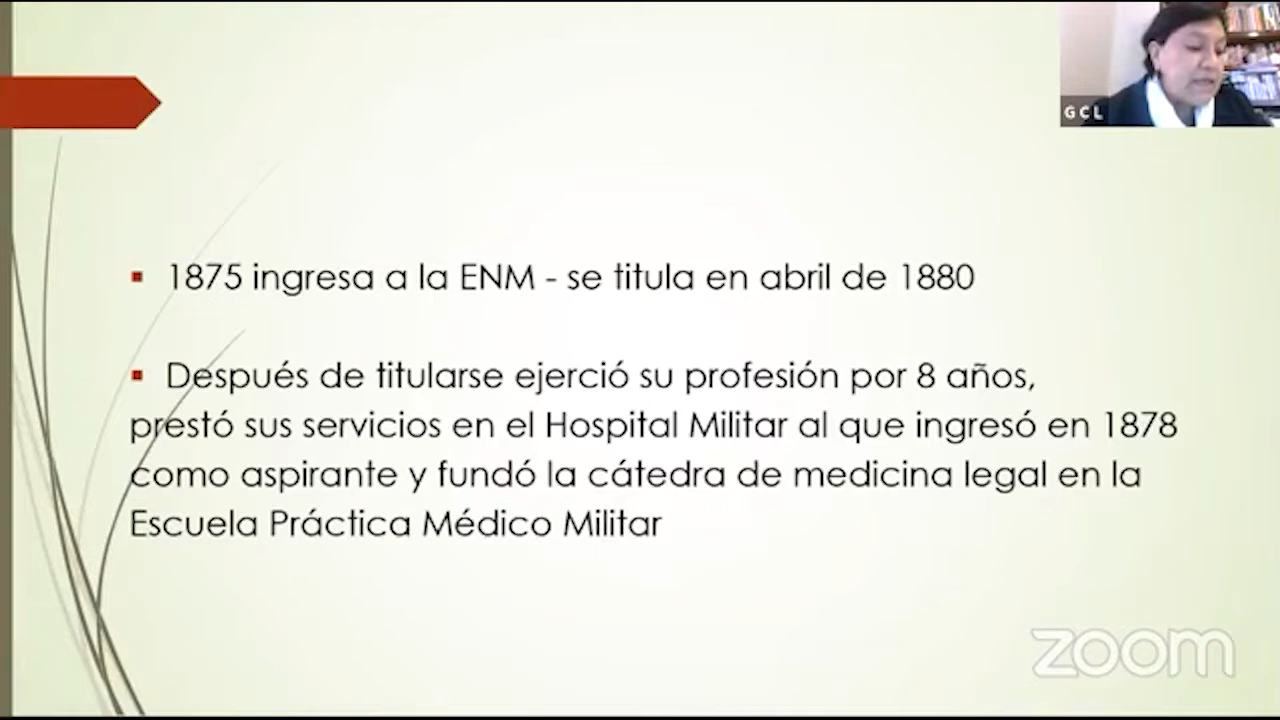 GCL
▪ 1875 ingresa a la ENM - se titula en abril de 1880
▪ Después de titularse ejerció su profesión por 8 años,
prestó sus servicios en el Hospital Militar al que ingresó en 1878
como aspirante y fundó la cátedra de medicina legal en la
Escuela Práctica Médico Militar
zoom